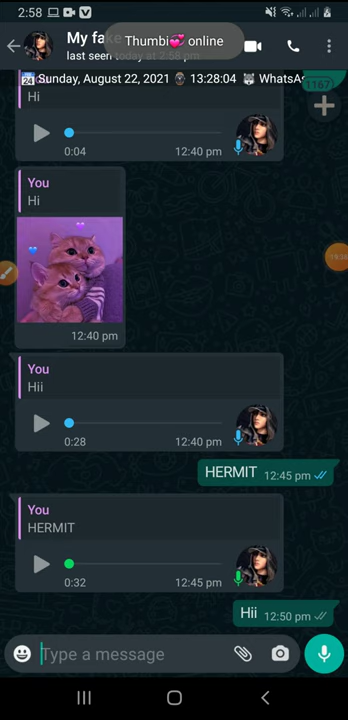 2:58
My fa
Thumbi💞 online
last seen today at 2:58 pm
Sunday, August 22, 2021 13:28:04 WhatsA
1167
Hi
0:04 12:40 pm
You
Hi
12:40 pm
You
Hii
0:28 12:40 pm
HERMIT 12:45 pm
You
HERMIT
0:32 12:45 pm
Hii 12:50 pm
Type a message